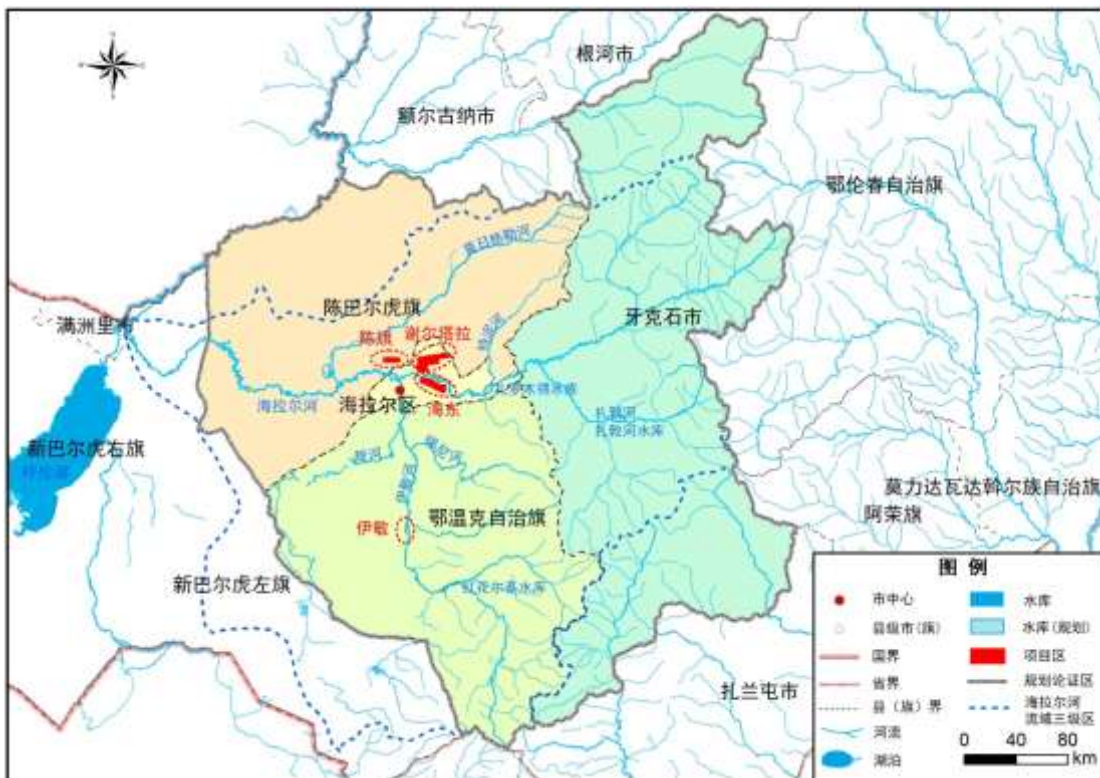 根河市
额尔古纳市
鄂伦春自治旗
莫日格勒河
陈巴尔虎旗
牙克石市
满洲里市
谢尔塔拉
陈旗
海拉尔河
海拉尔区
海东
扎敦河
扎敦河水库
新巴尔虎右旗
呼伦湖
伊敏河
鄂温克自治旗
伊敏
莫力达瓦达斡尔族自治旗
阿荣旗
新巴尔虎左旗
红花尔基水库
扎兰屯市
图 例
市中心
水库
县级市(旗)
水库(规划)
国界
项目区
省界
规划论证区
县（旗）界
海拉尔河
流域三级区
河流
湖泊
0 40 80
km